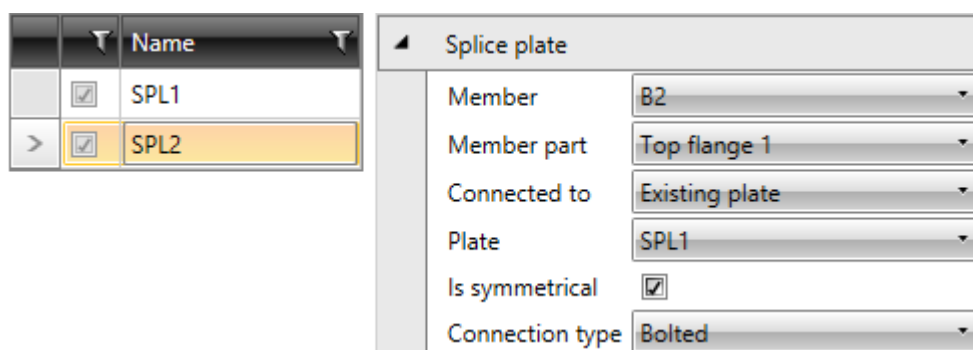 Name
SPL1
SPL2
Splice plate
Member B2
Member part Top flange 1
Connected to Existing plate
Plate SPL1
Is symmetrical
Connection type Bolted